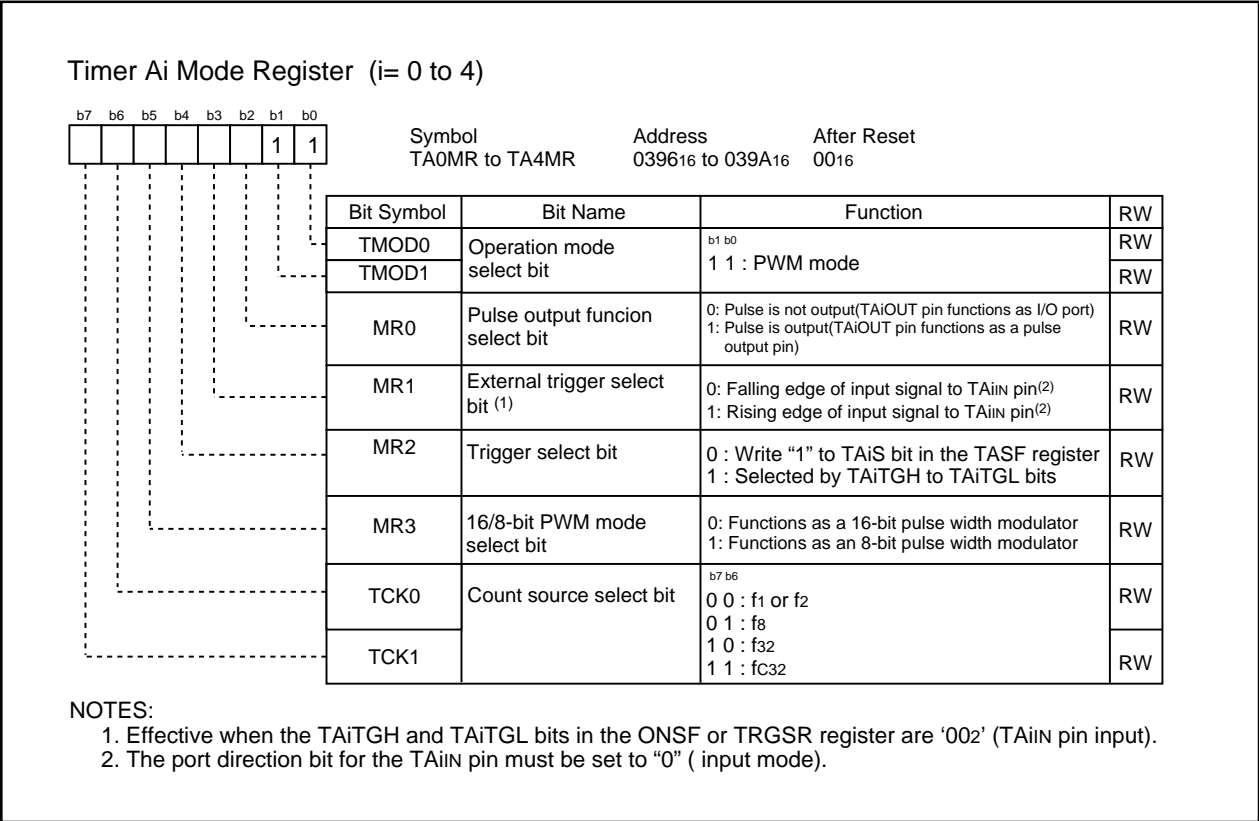 Timer Ai Mode Register (i= 0 to 4)
b7 b6 b5 b4 b3 b2 b1 b0
1 1
Symbol Address After Reset
TA0MR to TA4MR 039616 to 039A16 0016
Bit Symbol Bit Name Function RW
TMOD0 Operation mode select bit b1 b0 RW
TMOD1 1 1 : PWM mode RW
MR0 Pulse output funcion select bit 0: Pulse is not output(TAiOUT pin functions as I/O port) RW
1: Pulse is output(TAiOUT pin functions as a pulse
output pin)
MR1 External trigger select bit (1) 0: Falling edge of input signal to TAiIN pin(2) RW
1: Rising edge of input signal to TAiIN pin(2)
MR2 Trigger select bit 0 : Write “1” to TAiS bit in the TASF register RW
1 : Selected by TAiTGH to TAiTGL bits
MR3 16/8-bit PWM mode select bit 0: Functions as a 16-bit pulse width modulator RW
1: Functions as an 8-bit pulse width modulator
TCK0 Count source select bit b7 b6 RW
0 0 : f1 or f2
0 1 : f8
TCK1 1 0 : f32 RW
1 1 : fC32
NOTES:
1. Effective when the TAiTGH and TAiTGL bits in the ONSF or TRGSR register are ‘002’ (TAiIN pin input).
2. The port direction bit for the TAiIN pin must be set to “0” ( input mode).